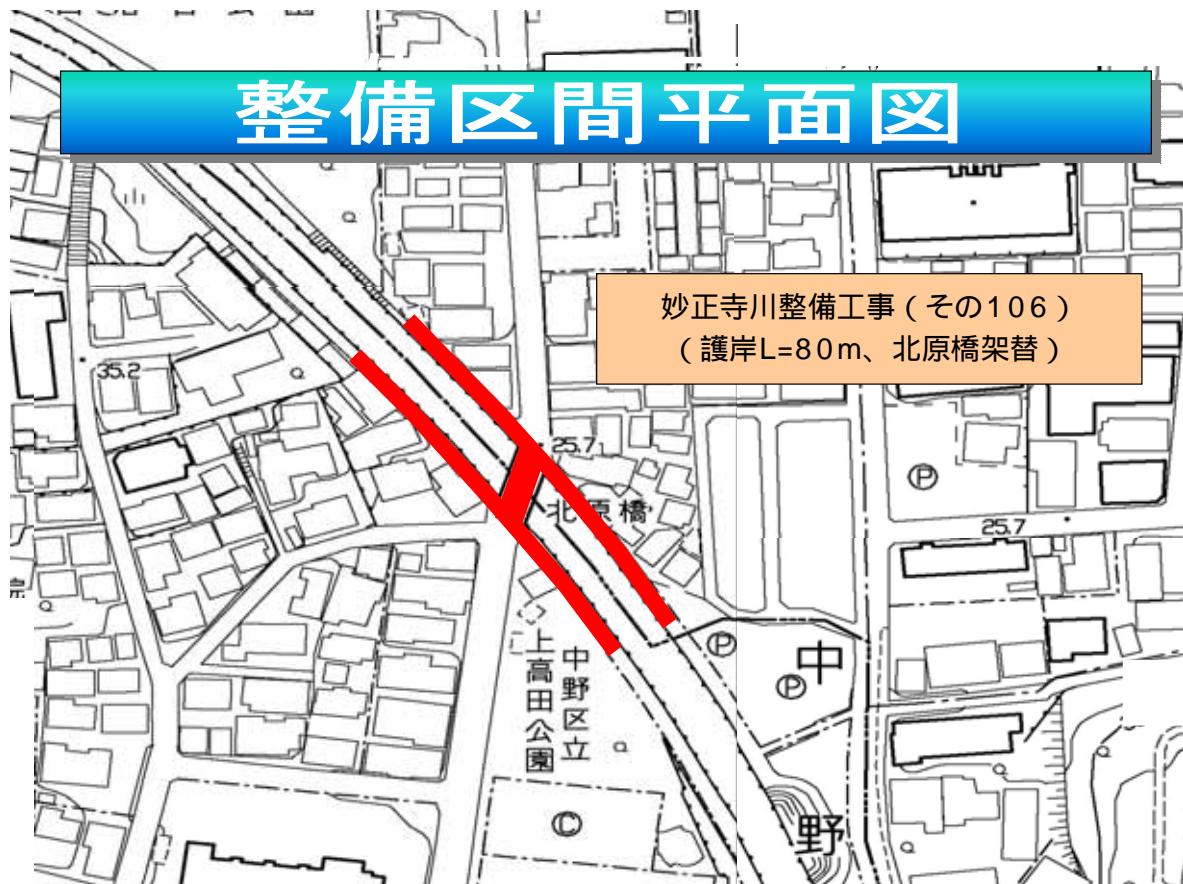 整備区間平面図
妙正寺川整備工事（その１０６）
（護岸L=８０ｍ、北原橋架替）
35.2
25.7
北原橋
25.7
P
P
P
中
中野区立
上高田公園
C
野